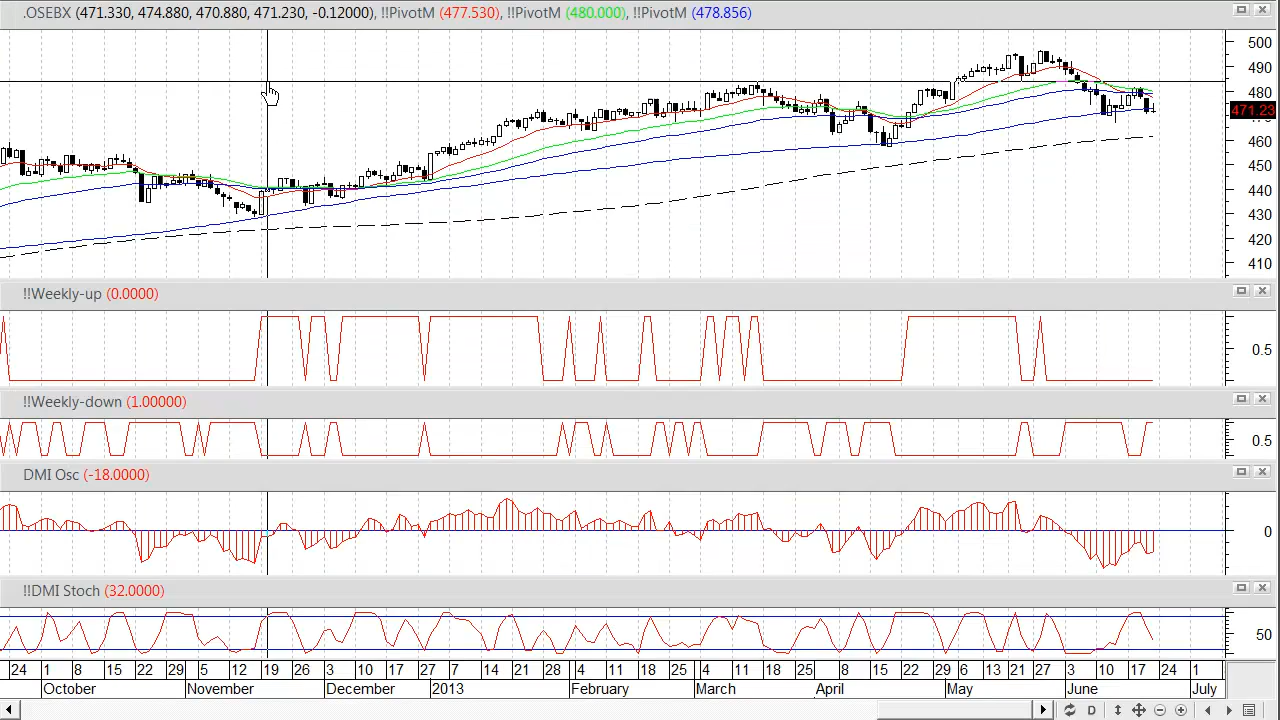 .OSEBX (471.330, 474.880, 470.880, 471.230, -0.12000), !!PivotM (477.530), !!PivotM (480.000), !!PivotM (478.856)
500
490
480
471.23
460
450
440
430
420
410
!!Weekly-up (0.0000)
0.5
!!Weekly-down (1.00000)
0.5
DMI Osc (-18.0000)
0
!!DMI Stoch (32.0000)
50
24 1 8 15 22 29 5 12 19 26 3 10 17 27 7 14 21 28 4 11 18 25 4 11 18 25 8 15 22 29 6 13 21 27 3 10 17 24 1
October November December 2013 February March April May June July
D